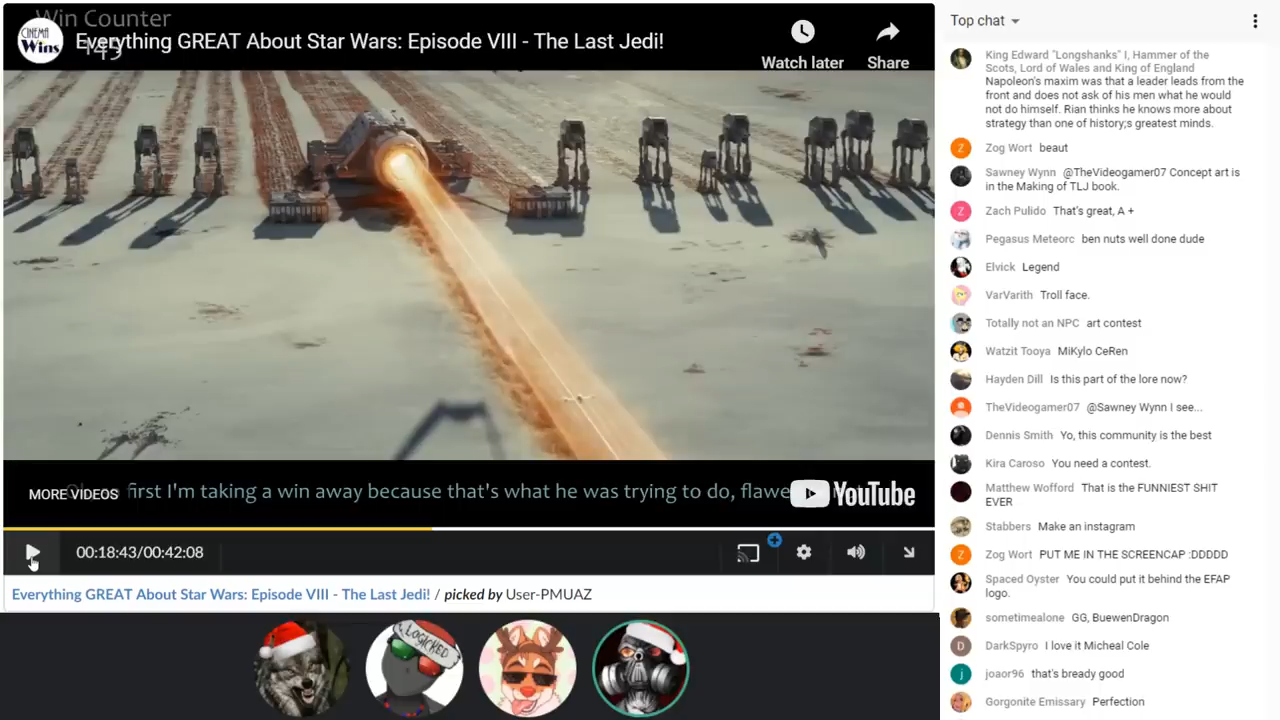 Win Counter
145
CINEMA
Wins
Everything GREAT About Star Wars: Episode VIII - The Last Jedi!
Watch later
Share
MORE VIDEOS
first I'm taking a win away because that's what he was trying to do, flawe
YouTube
00:18:43/00:42:08
Everything GREAT About Star Wars: Episode VIII - The Last Jedi! / picked by User-PMUAZ
LOGICKED
Top chat
King Edward "Longshanks" I, Hammer of the
Scots, Lord of Wales and King of England
Napoleon's maxim was that a leader leads from the
front and does not ask of his men what he would
not do himself. Rian thinks he knows more about
strategy than one of history;s greatest minds.
Z Zog Wort beaut
Sawney Wynn @TheVideogamer07 Concept art is
in the Making of TLJ book.
Z Zach Pulido That's great, A +
Pegasus Meteorc ben nuts well done dude
Elvick Legend
VarVarith Troll face.
Totally not an NPC art contest
Watzit Tooya MiKylo CeRen
Hayden Dill Is this part of the lore now?
TheVideogamer07 @Sawney Wynn I see...
Dennis Smith Yo, this community is the best
Kira Caroso You need a contest.
Matthew Wofford That is the FUNNIEST SHIT
EVER
Stabbers Make an instagram
Z Zog Wort PUT ME IN THE SCREENCAP :DDDDD
Spaced Oyster You could put it behind the EFAP
logo.
sometimealone GG, BuewenDragon
D DarkSpyro I love it Micheal Cole
j joaor96 that's bready good
Gorgonite Emissary Perfection